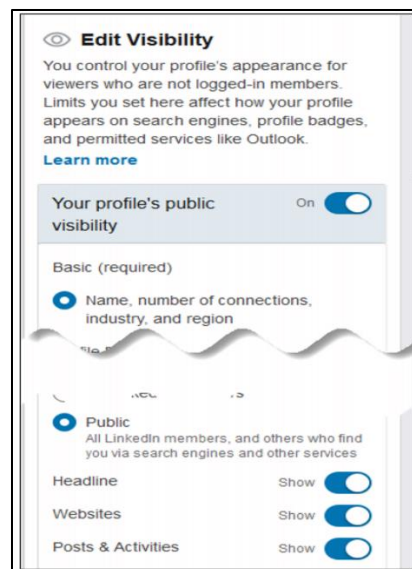 Edit Visibility
You control your profile's appearance for
viewers who are not logged-in members.
Limits you set here affect how your profile
appears on search engines, profile badges,
and permitted services like Outlook.
Learn more
Your profile's public On
visibility
Basic (required)
Name, number of connections,
industry, and region
Public
All LinkedIn members, and others who find
you via search engines and other services
Headline Show
Websites Show
Posts & Activities Show